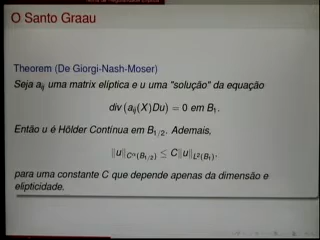 O Santo Graau
Theorem (De Giorgi-Nash-Moser)
Seja aij uma matriz elíptica e u uma "solução" da equação
div (aij(X)Du) = 0 em B1.
Então u é Hölder Contínua em B1/2. Ademais,
‖u‖Cα(B1/2) ≤ C‖u‖L2(B1),
para uma constante C que depende apenas da dimensão e
elipticidade.